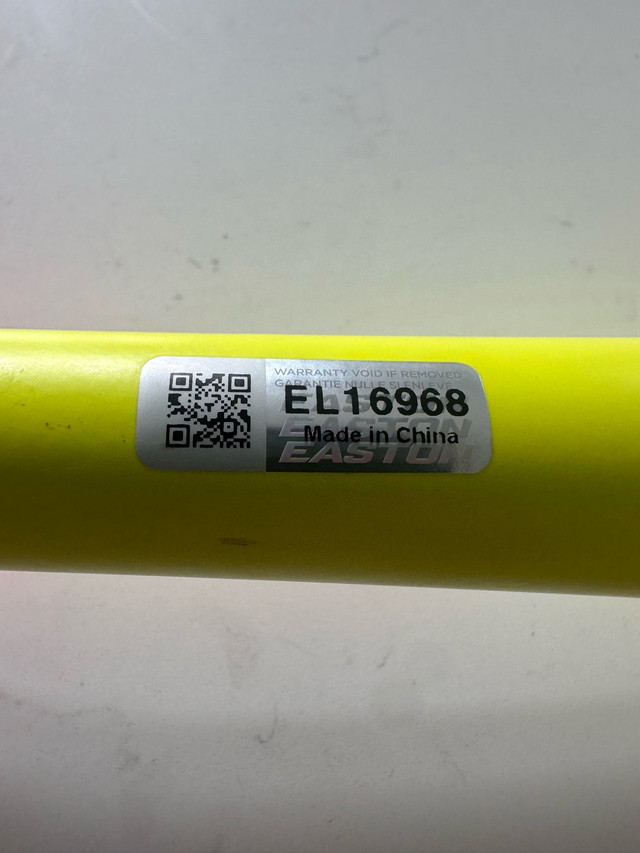 WARRANTY VOID IF REMOVED
GARANTIE NULLE SI ENLEVÉ
EL16968
EASTON
Made in China
EASTON